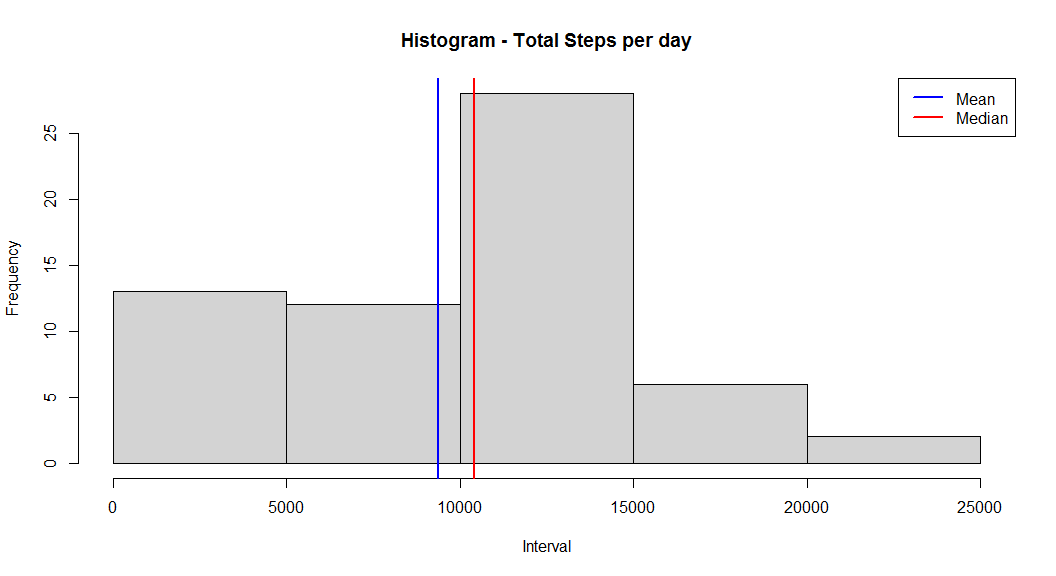 Histogram - Total Steps per day
Mean
Median
Frequency
25
20
15
10
5
0
0 5000 10000 15000 20000 25000
Interval